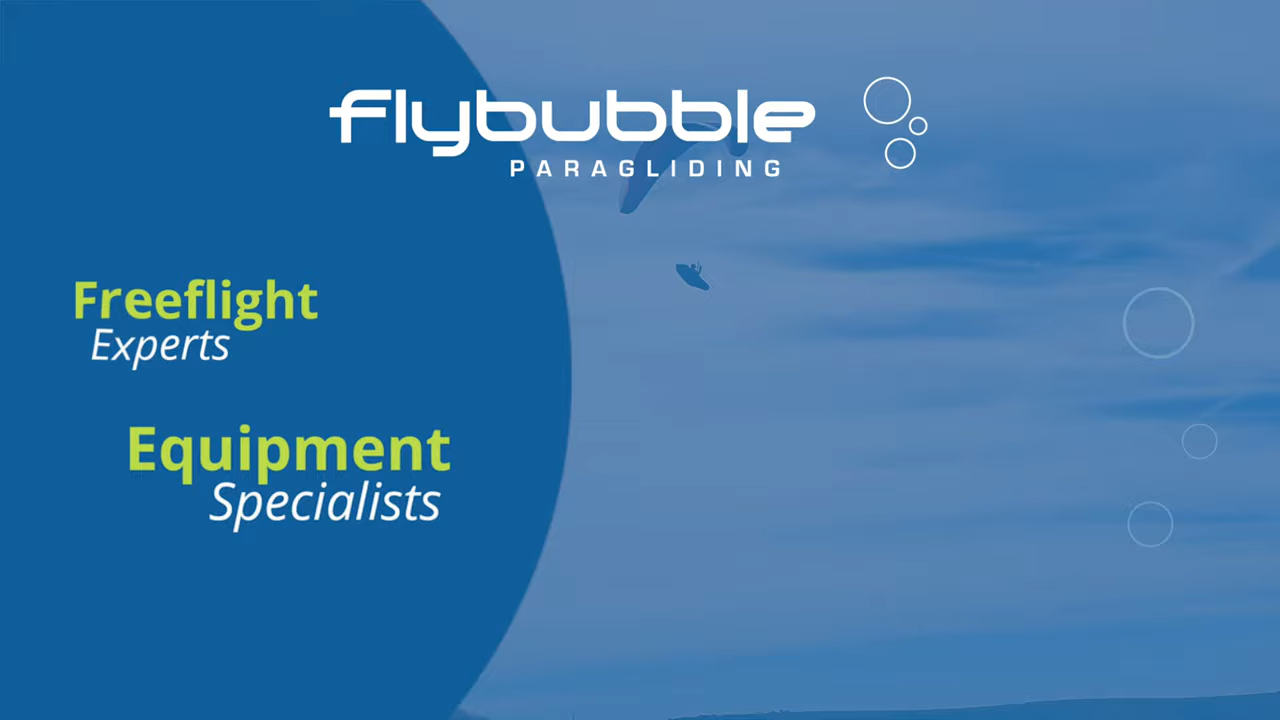 flybubble
PARAGLIDING
Freeflight
Experts
Equipment
Specialists